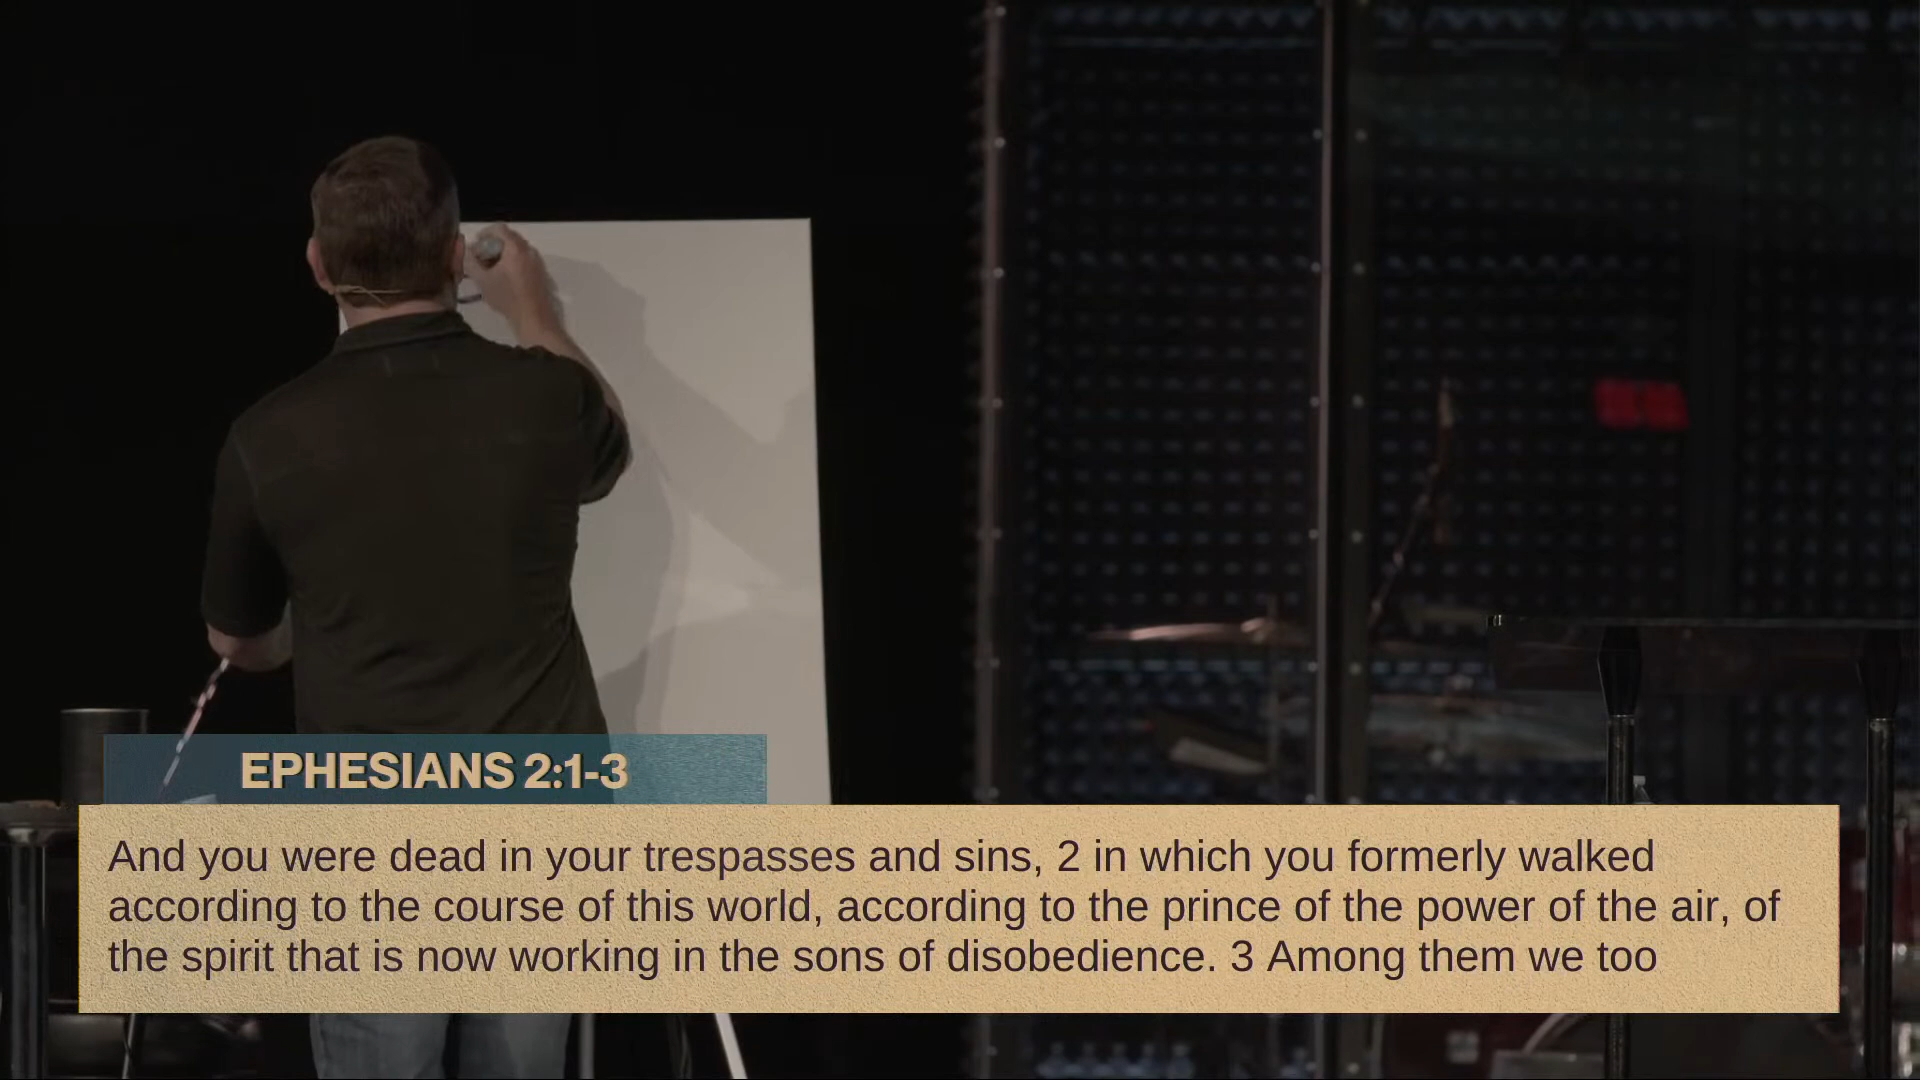 EPHESIANS 2:1-3
And you were dead in your trespasses and sins, 2 in which you formerly walked
according to the course of this world, according to the prince of the power of the air, of
the spirit that is now working in the sons of disobedience. 3 Among them we too